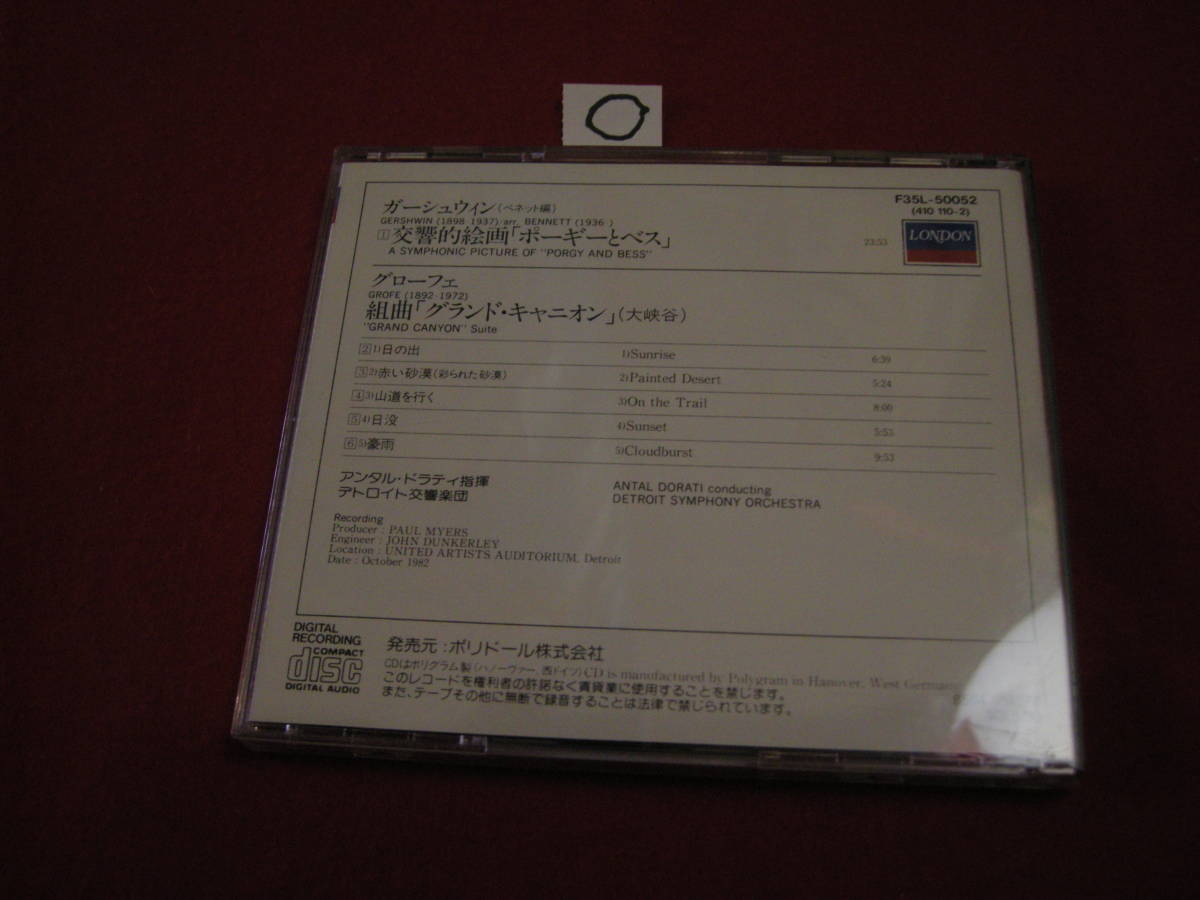 F35L-50052
(410 110-2)
LONDON
ガーシュウィン(ベネット編)
GERSHWIN (1898-1937)/arr. BENNETT (1936 )
1 交響的絵画「ポーギーとベス」 23:53
A SYMPHONIC PICTURE OF "PORGY AND BESS"
グローフェ
GROFE (1892-1972)
組曲「グランド・キャニオン」(大峡谷)
"GRAND CANYON" Suite
2 1)日の出 1)Sunrise 6:39
3 2)赤い砂漠(彩られた砂漠) 2)Painted Desert 5:24
4 3)山道を行く 3)On the Trail 8:00
5 4)日没 4)Sunset 5:55
6 5)豪雨 5)Cloudburst 9:53
アンタル・ドラティ指揮 ANTAL DORATI conducting
デトロイト交響楽団 DETROIT SYMPHONY ORCHESTRA
Recording
Producer : PAUL MYERS
Engineer : JOHN DUNKERLEY
Location : UNITED ARTISTS AUDITORIUM, Detroit
Date : October 1982
DIGITAL
RECORDING
COMPACT
disc
DIGITAL AUDIO
発売元:ポリドール株式会社
CDはポリグラム製(ハノーヴァー、西ドイツ)CD is manufactured by Polygram in Hanover, West Germany
このレコードを権利者の許諾なく賃貸業に使用することを禁じます。
また、テープその他に無断で録音することは法律で禁じられています。